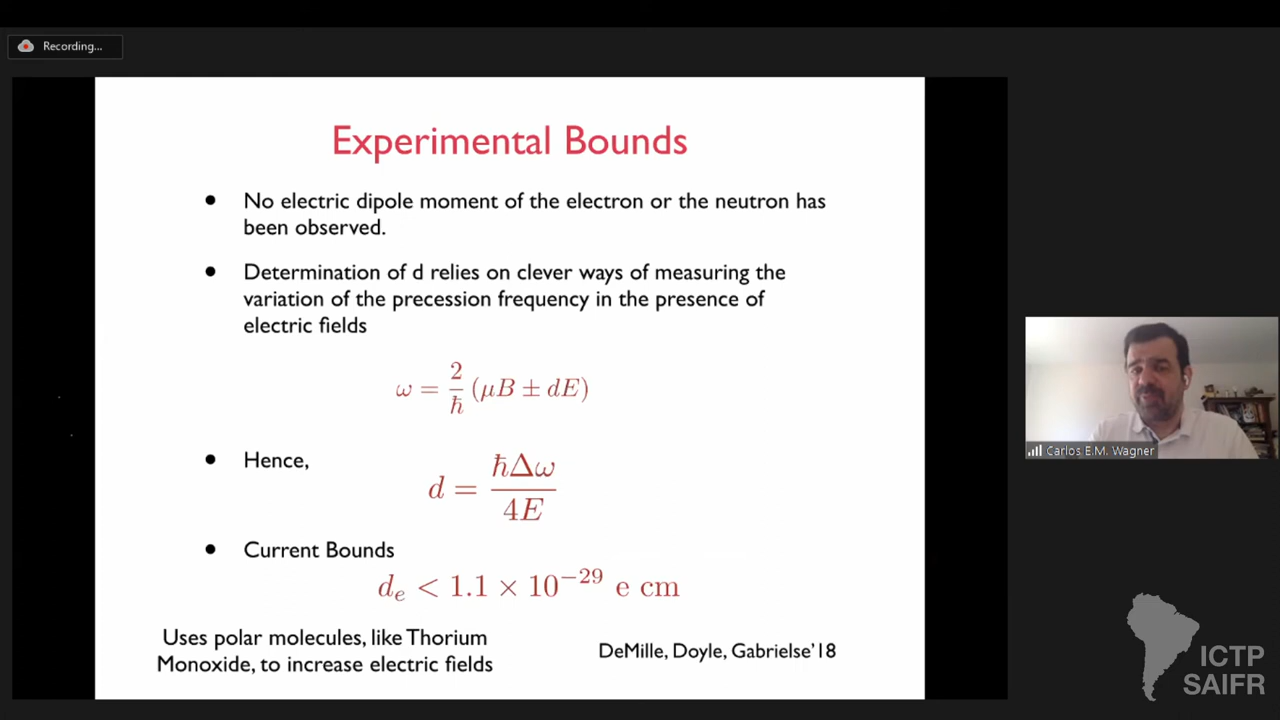 Recording...
Experimental Bounds
• No electric dipole moment of the electron or the neutron has
been observed.
• Determination of d relies on clever ways of measuring the
variation of the precession frequency in the presence of
electric fields
ω = 2/ℏ (μB ± dE)
• Hence,
d = ℏΔω/4E
• Current Bounds
dₑ < 1.1 × 10⁻²⁹ e cm
Uses polar molecules, like Thorium
Monoxide, to increase electric fields
DeMille, Doyle, Gabrielse'18
Carlos E.M. Wagner
ICTP
SAIFR